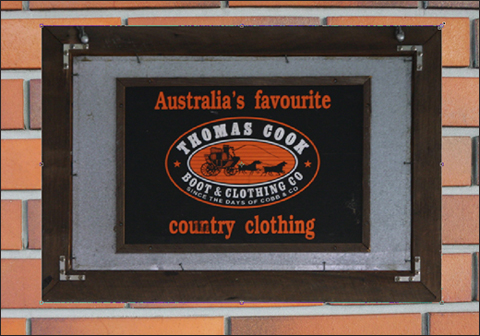 Australia's favourite
THOMAS COOK
BOOT & CLOTHING CO
SINCE THE DAYS OF COBB & CO
country clothing